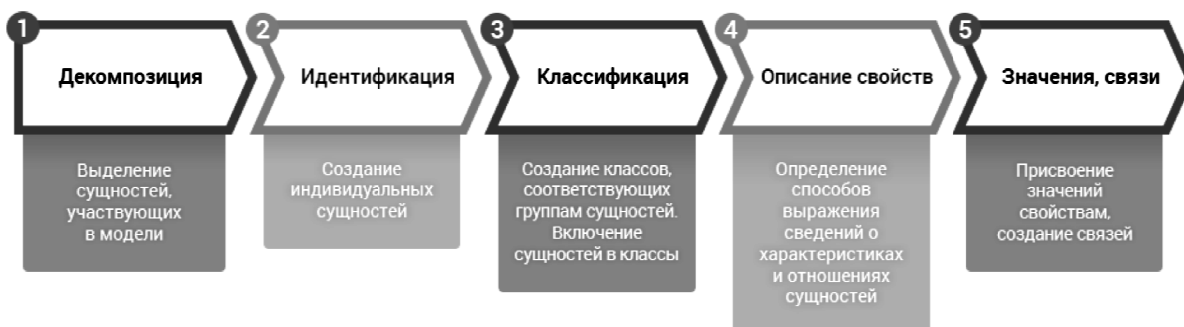 1
Декомпозиция
Выделение
сущностей,
участвующих
в модели
2
Идентификация
Создание
индивидуальных
сущностей
3
Классификация
Создание классов,
соответствующих
группам сущностей.
Включение
сущностей в классы
4
Описание свойств
Определение
способов
выражения
сведений о
характеристиках
и отношениях
сущностей
5
Значения, связи
Присвоение
значений
свойствам,
создание связей